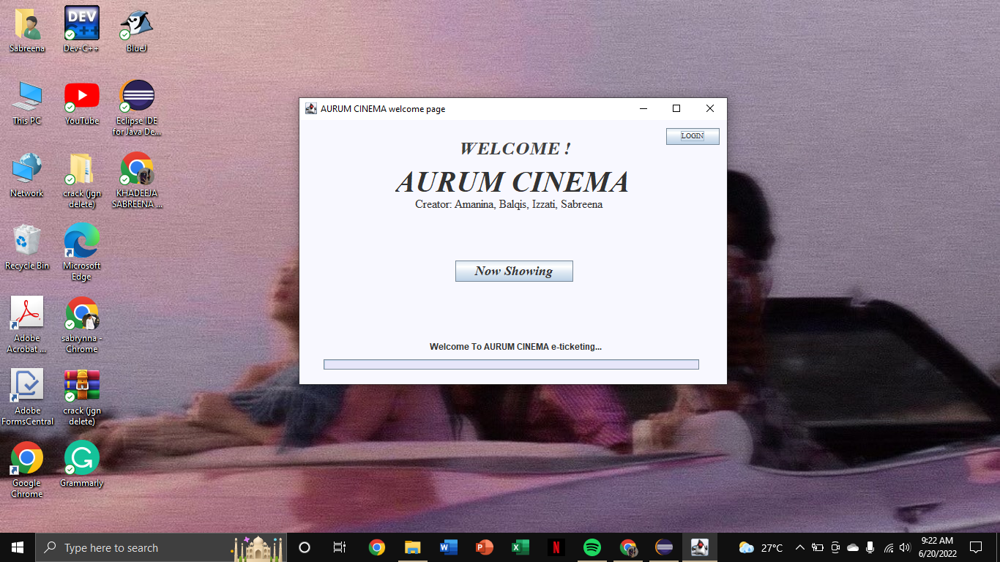 Sabreena
DEV
C++
Dev-C++
BlueJ
This PC
YouTube
Eclipse IDE
for Java De...
Network
crack (jgn
delete)
KHADEEJA
SABREENA ...
Recycle Bin
Microsoft
Edge
Adobe
Acrobat ...
sabrynna -
Chrome
Adobe
FormsCentral
crack (jgn
delete)
Google
Chrome
Grammarly
AURUM CINEMA welcome page
LOGIN
WELCOME !
AURUM CINEMA
Creator: Amanina, Balqis, Izzati, Sabreena
Now Showing
Welcome To AURUM CINEMA e-ticketing...
Type here to search
27°C
9:22 AM
6/20/2022